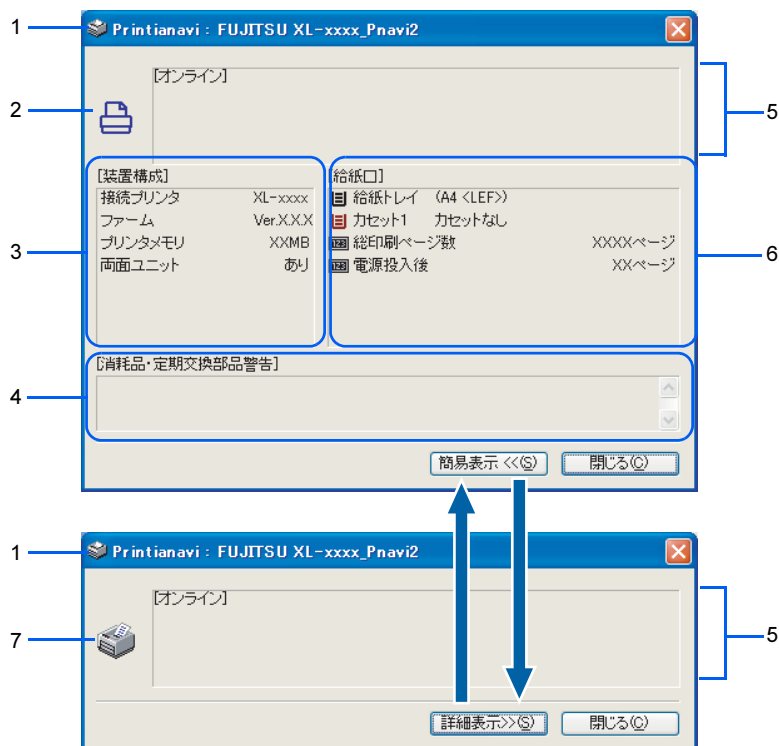 1
Printianavi : FUJITSU XL-xxxx_Pnavi2
[オンライン]
2
5
[装置構成]
接続プリンタ XL-xxxx
ファーム Ver.X.X.X
プリンタメモリ XXMB
両面ユニット あり
3
[給紙口]
給紙トレイ (A4 <LEF>)
カセット1 カセットなし
総印刷ページ数 XXXXページ
電源投入後 XXページ
6
[消耗品・定期交換部品警告]
4
簡易表示 <<(S) 閉じる(C)
1
Printianavi : FUJITSU XL-xxxx_Pnavi2
[オンライン]
7
5
詳細表示>>(S) 閉じる(C)